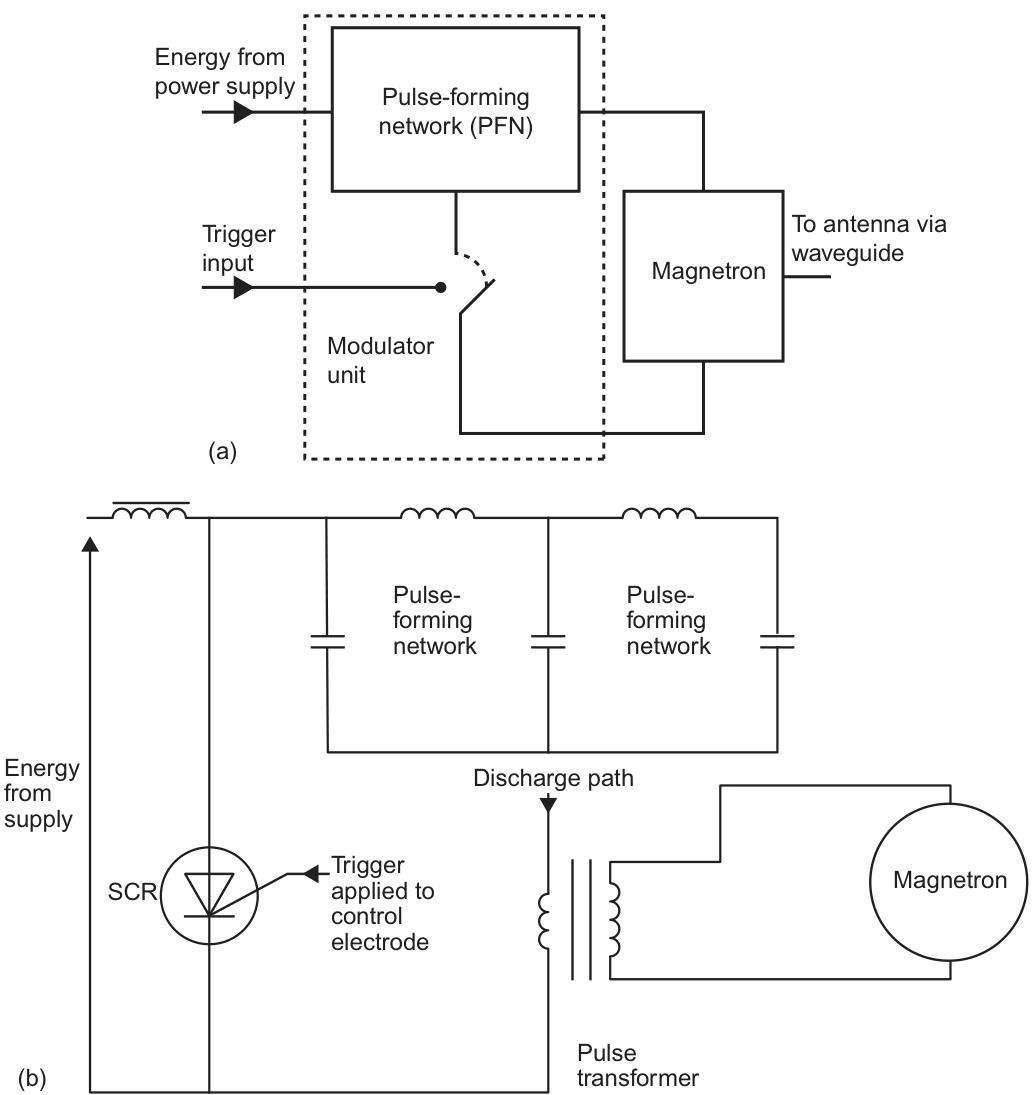 Energy from
power supply
Pulse-forming
network (PFN)
Trigger
input
To antenna via
waveguide
Magnetron
Modulator
unit
(a)
Pulse-
forming
network
Pulse-
forming
network
Energy
from
supply
Discharge path
SCR
Trigger
applied to
control
electrode
Magnetron
Pulse
transformer
(b)